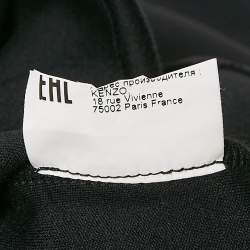 EAC
Адрес производителя:
KENZO
18 rue Vivienne
75002 Paris France